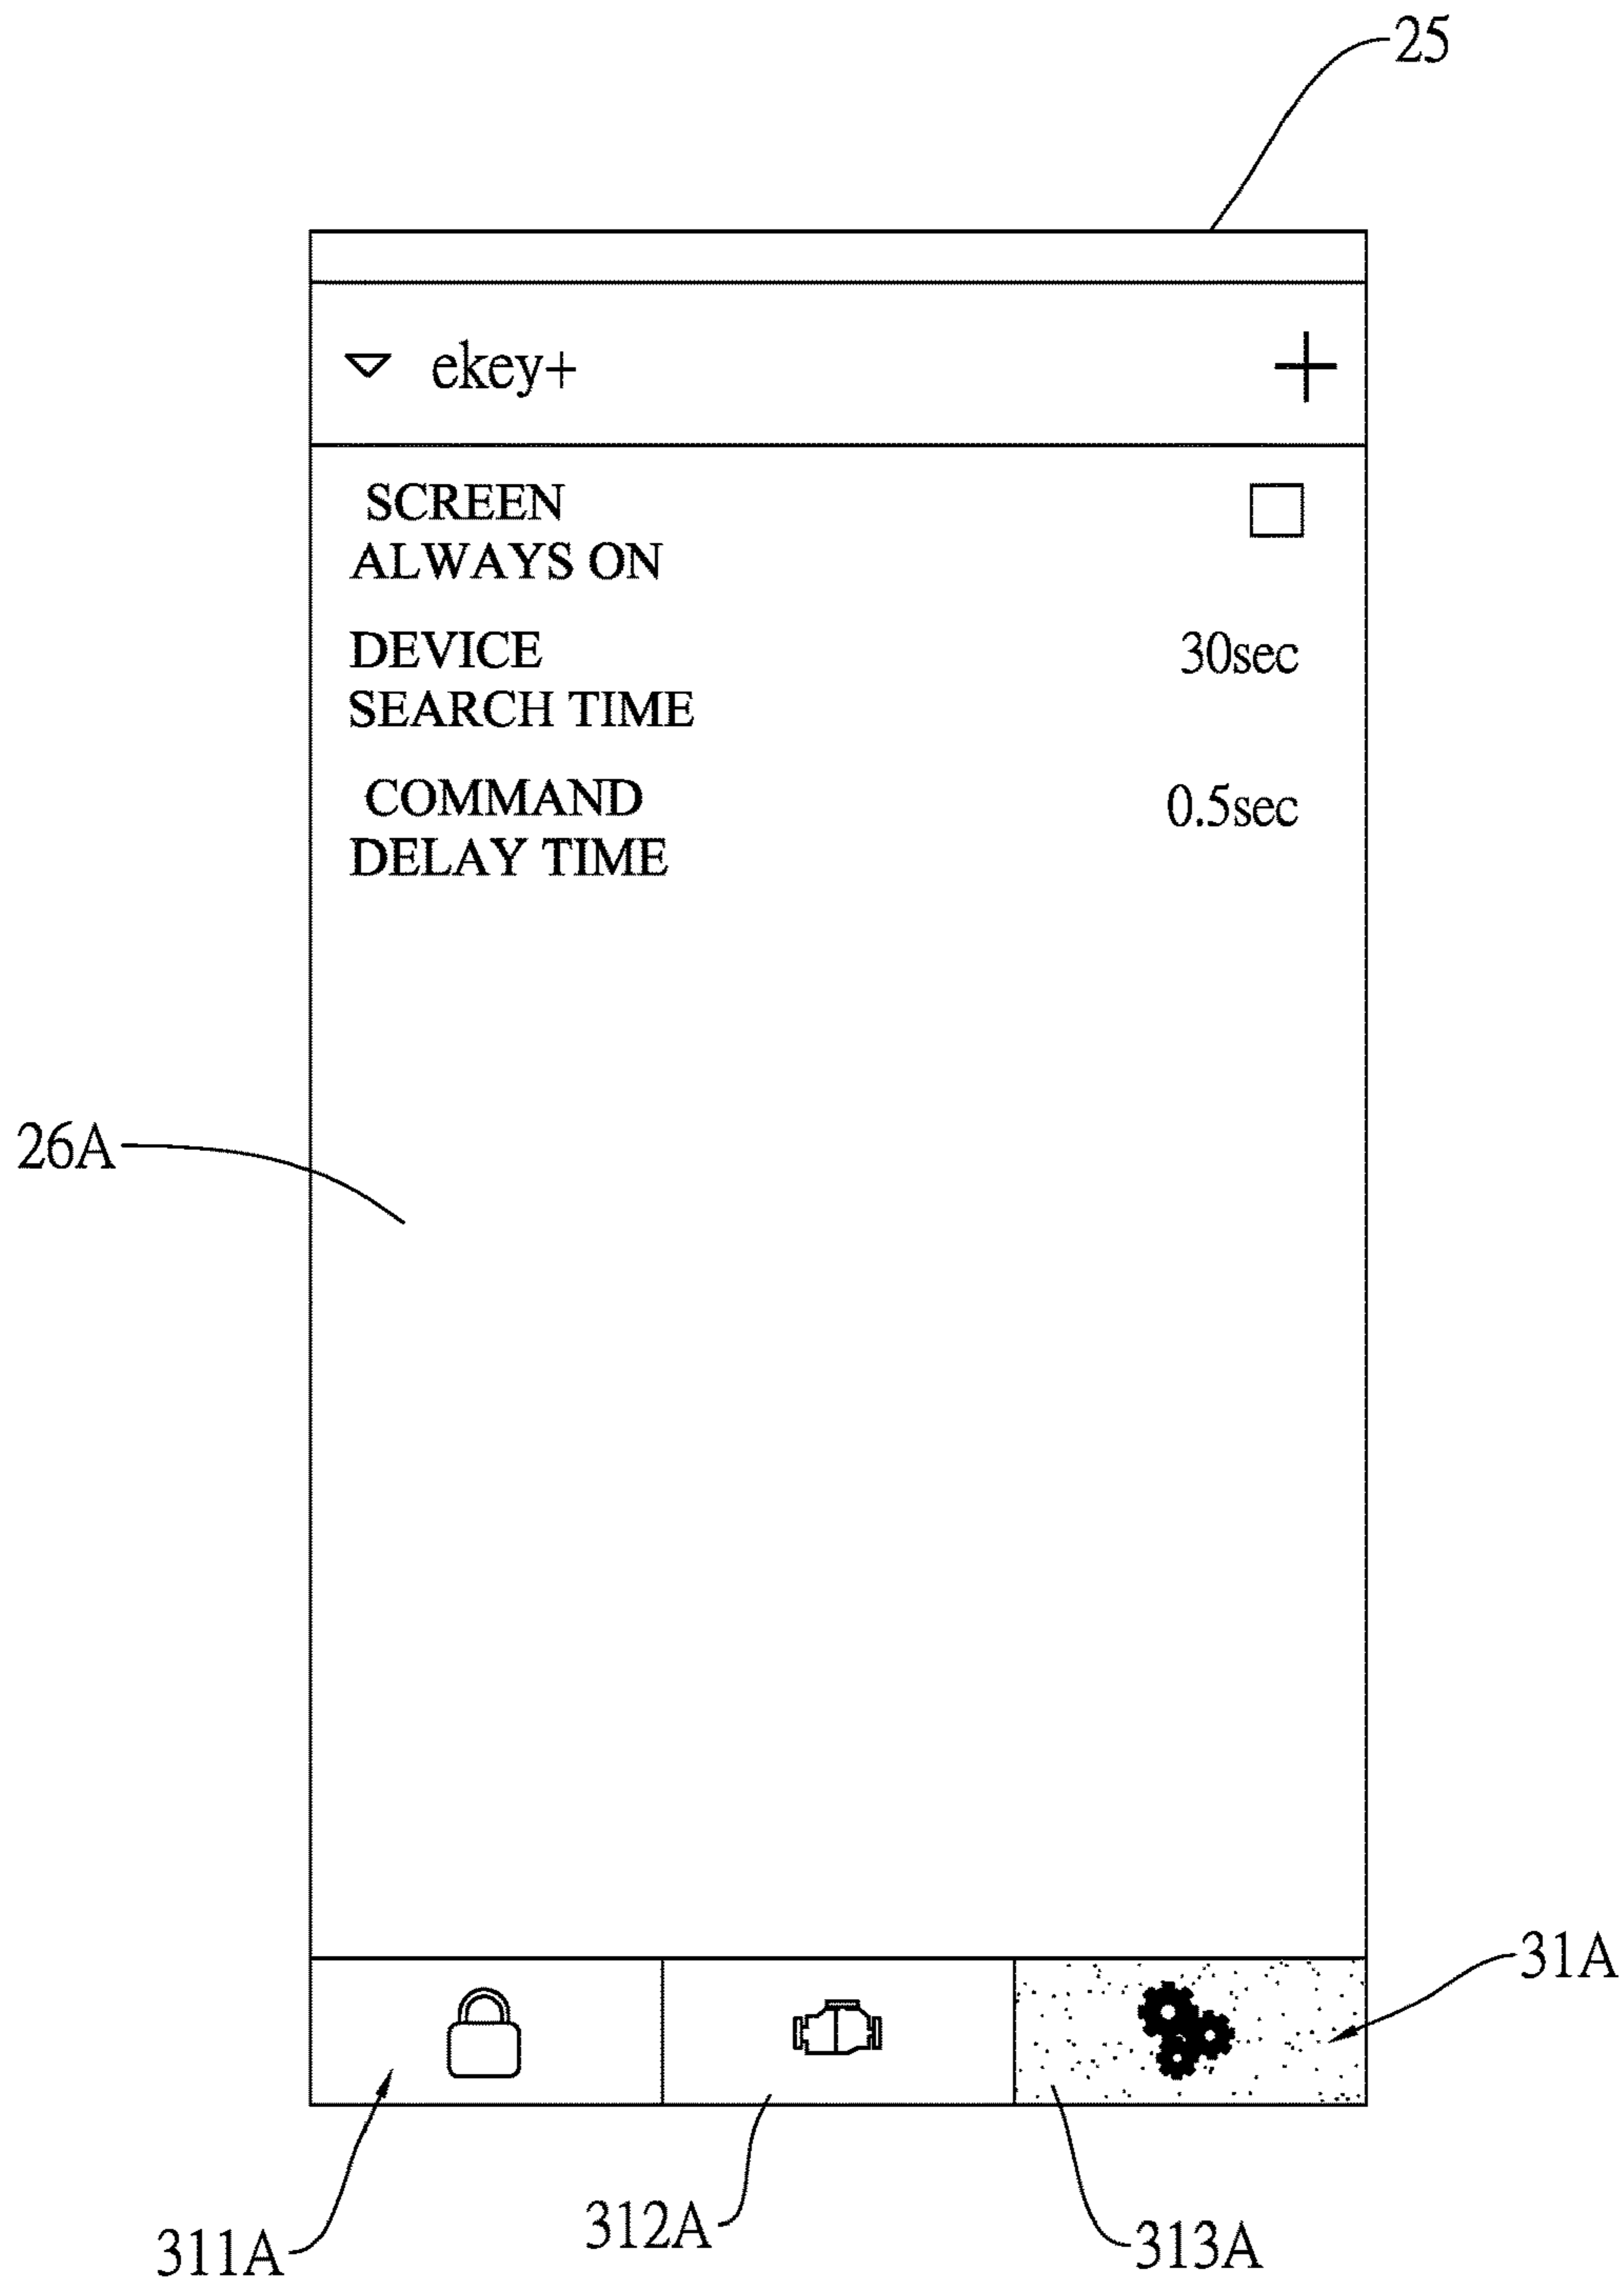 25
ekey+
SCREEN
ALWAYS ON
DEVICE
SEARCH TIME
30sec
COMMAND
DELAY TIME
0.5sec
26A
31A
311A
312A
313A